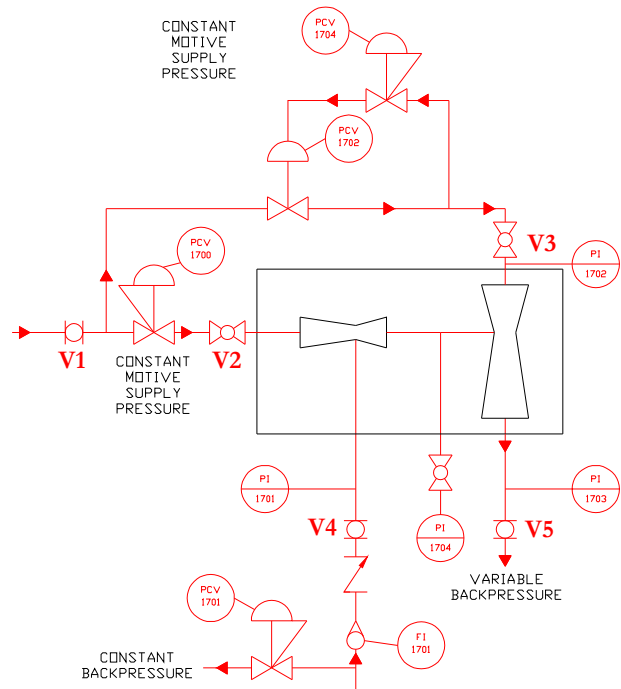 CONSTANT
MOTIVE
SUPPLY
PRESSURE
PCV
1704
PCV
1702
PCV
1700
V3
PI
1702
V1
V2
CONSTANT
MOTIVE
SUPPLY
PRESSURE
PI
1701
V4
PI
1704
V5
PI
1703
VARIABLE
BACKPRESSURE
PCV
1701
FI
1701
CONSTANT
BACKPRESSURE